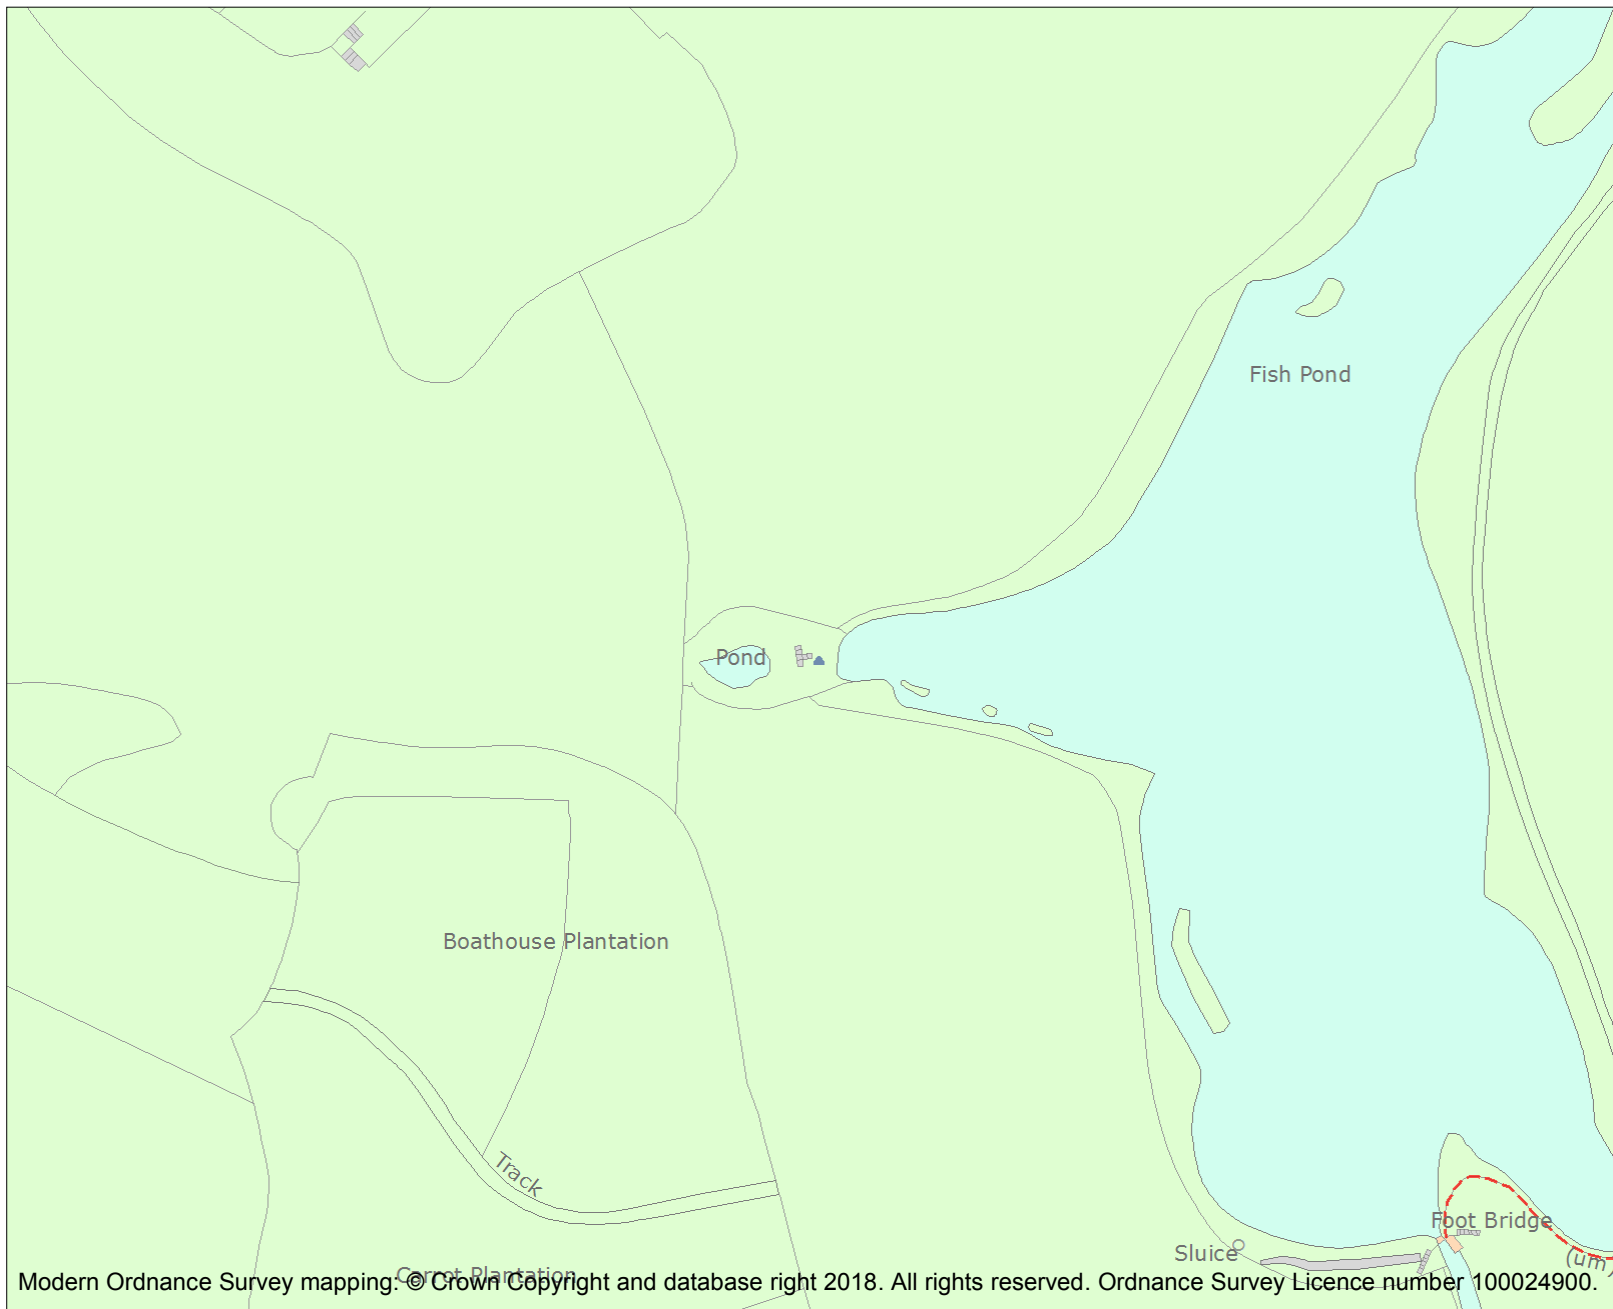 Fish Pond
Pond
Boathouse Plantation
Track
Foot Bridge
Sluice
(um)
Carrot Plantation
Modern Ordnance Survey mapping: © Crown Copyright and database right 2018. All rights reserved. Ordnance Survey Licence number 100024900.